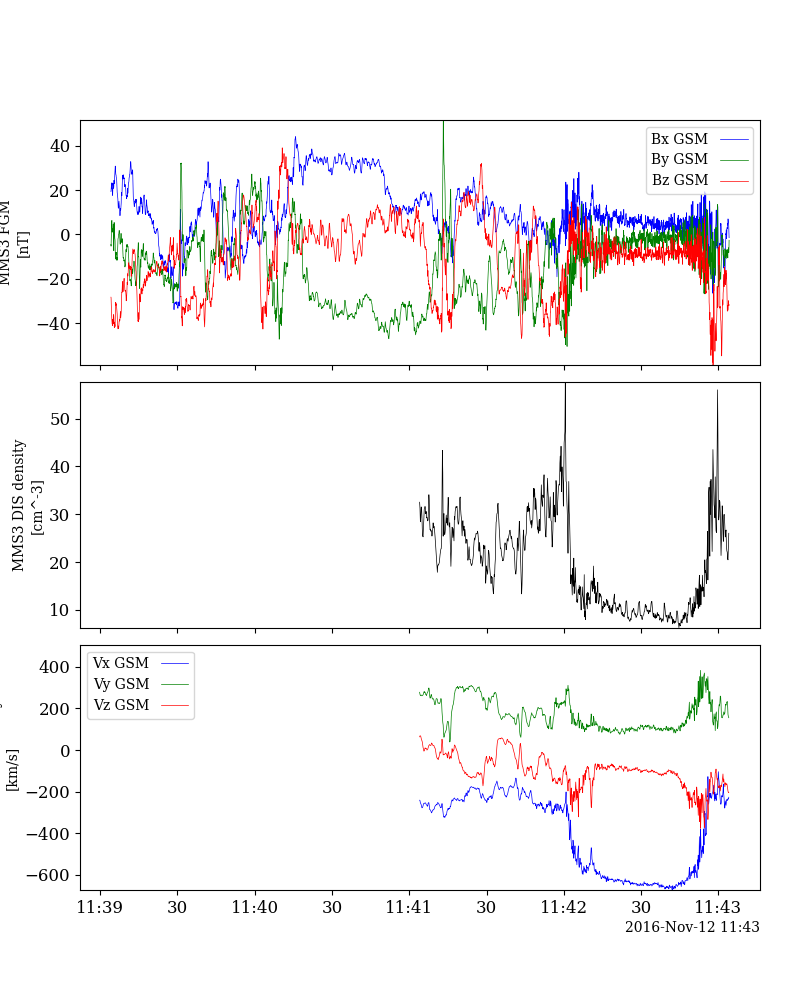 MMS3 FGM
[nT]
40
20
0
−20
−40
Bx GSM
By GSM
Bz GSM
MMS3 DIS density
[cm^-3]
50
40
30
20
10
[km/s]
400
200
0
−200
−400
−600
Vx GSM
Vy GSM
Vz GSM
11:39 30 11:40 30 11:41 30 11:42 30 11:43
2016-Nov-12 11:43